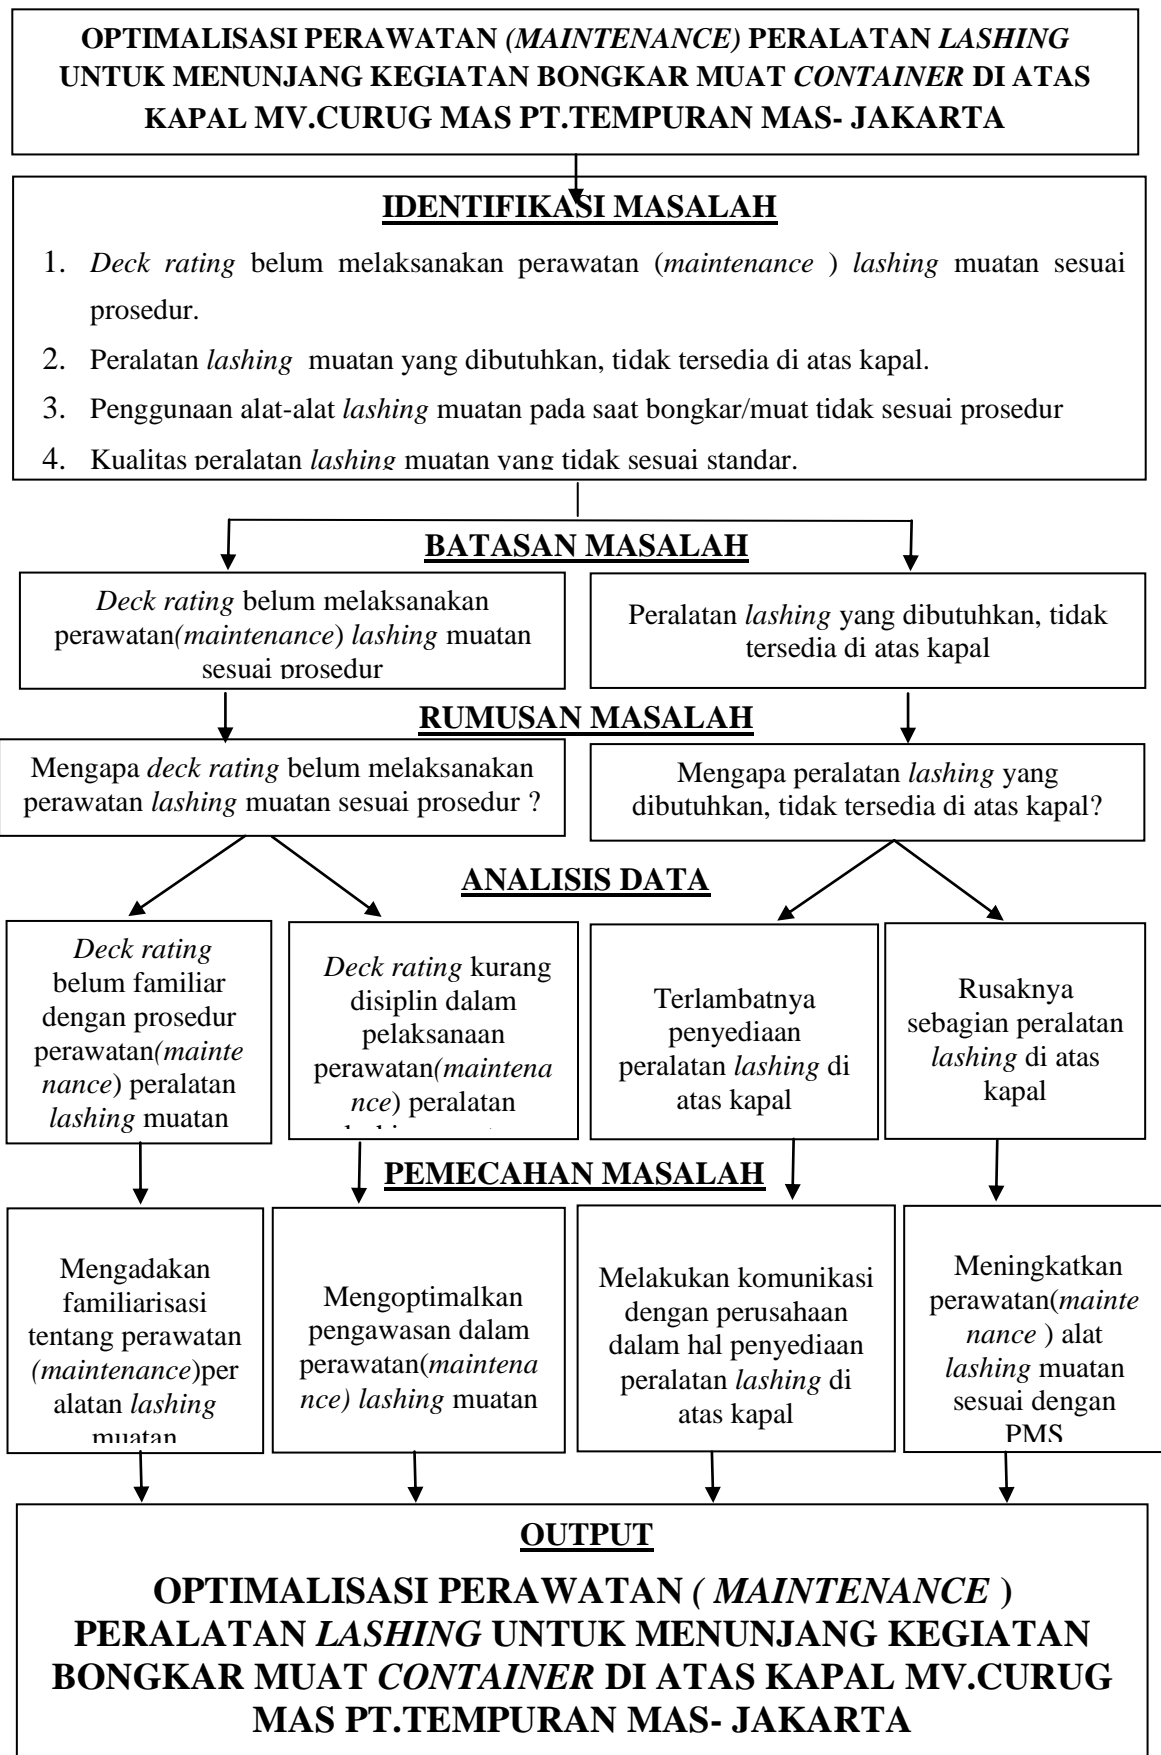 OPTIMALISASI PERAWATAN (MAINTENANCE) PERALATAN LASHING
UNTUK MENUNJANG KEGIATAN BONGKAR MUAT CONTAINER DI ATAS
KAPAL MV.CURUG MAS PT.TEMPURAN MAS- JAKARTA
IDENTIFIKASI MASALAH
1. Deck rating belum melaksanakan perawatan (maintenance ) lashing muatan sesuai
prosedur.
2. Peralatan lashing muatan yang dibutuhkan, tidak tersedia di atas kapal.
3. Penggunaan alat-alat lashing muatan pada saat bongkar/muat tidak sesuai prosedur
4. Kualitas peralatan lashing muatan yang tidak sesuai standar.
BATASAN MASALAH
Deck rating belum melaksanakan
perawatan(maintenance) lashing muatan
sesuai prosedur
Peralatan lashing yang dibutuhkan, tidak
tersedia di atas kapal
RUMUSAN MASALAH
Mengapa deck rating belum melaksanakan
perawatan lashing muatan sesuai prosedur ?
Mengapa peralatan lashing yang
dibutuhkan, tidak tersedia di atas kapal?
ANALISIS DATA
Deck rating
belum familiar
dengan prosedur
perawatan(mainte
nance) peralatan
lashing muatan
Deck rating kurang
disiplin dalam
pelaksanaan
perawatan(maintena
nce) peralatan
Terlambatnya
penyediaan
peralatan lashing di
atas kapal
Rusaknya
sebagian peralatan
lashing di atas
kapal
PEMECAHAN MASALAH
Mengadakan
familiarisasi
tentang perawatan
(maintenance)per
alatan lashing
muatan
Mengoptimalkan
pengawasan dalam
perawatan(maintena
nce) lashing muatan
Melakukan komunikasi
dengan perusahaan
dalam hal penyediaan
peralatan lashing di
atas kapal
Meningkatkan
perawatan(mainte
nance ) alat
lashing muatan
sesuai dengan
PMS
OUTPUT
OPTIMALISASI PERAWATAN ( MAINTENANCE )
PERALATAN LASHING UNTUK MENUNJANG KEGIATAN
BONGKAR MUAT CONTAINER DI ATAS KAPAL MV.CURUG
MAS PT.TEMPURAN MAS- JAKARTA